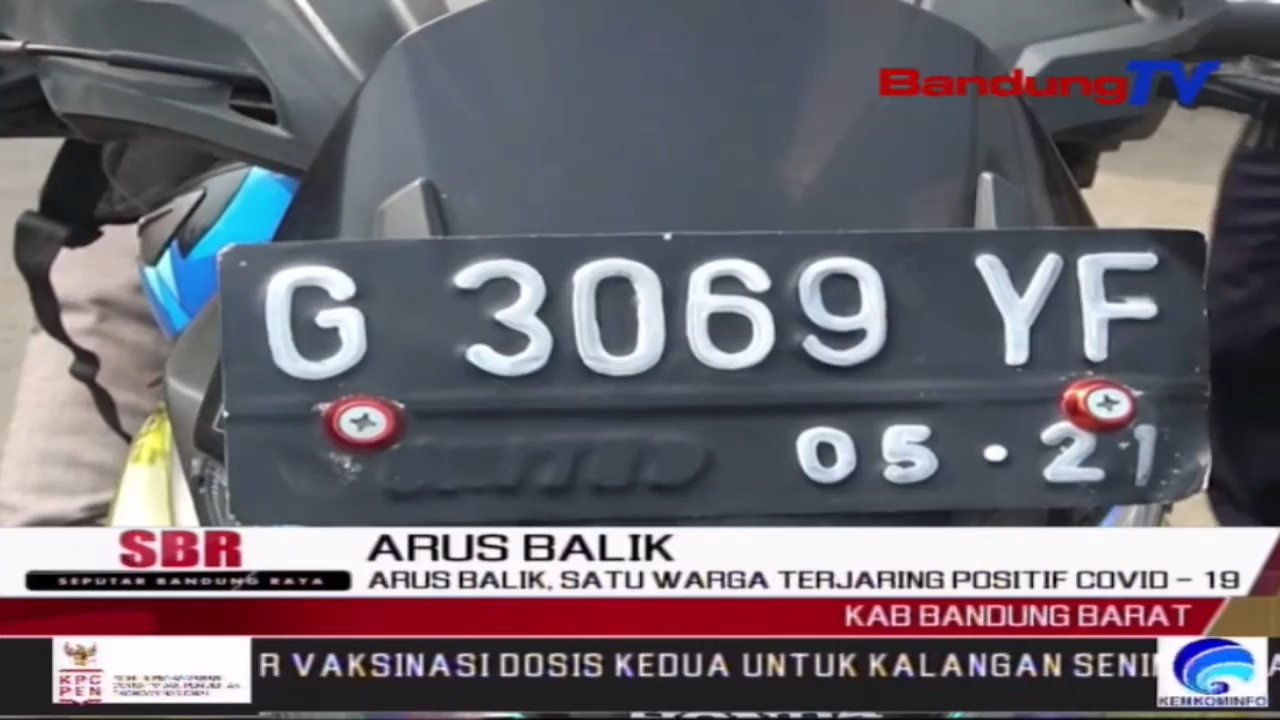 BandungTV
G 3069 YF
05 · 21
SBR
SEPUTAR BANDUNG RAYA
ARUS BALIK
ARUS BALIK, SATU WARGA TERJARING POSITIF COVID - 19
KAB BANDUNG BARAT
KPC
PEN
R VAKSINASI DOSIS KEDUA UNTUK KALANGAN SENI
KEMKOMINFO